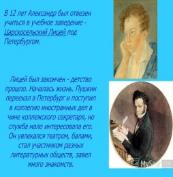 В 12 лет Александр был отвезен
учиться в учебное заведение -
Царскосельский Лицей под
Петербургом.
Лицей был закончен - детство
прошло. Началась жизнь. Пушкин
переехал в Петербург и поступил
в коллегию иностранных дел в
чине коллежского секретаря, но
служба мало интересовала его.
Он увлекался театром, балами,
стал участником разных
литературных обществ, завел
много знакомств.